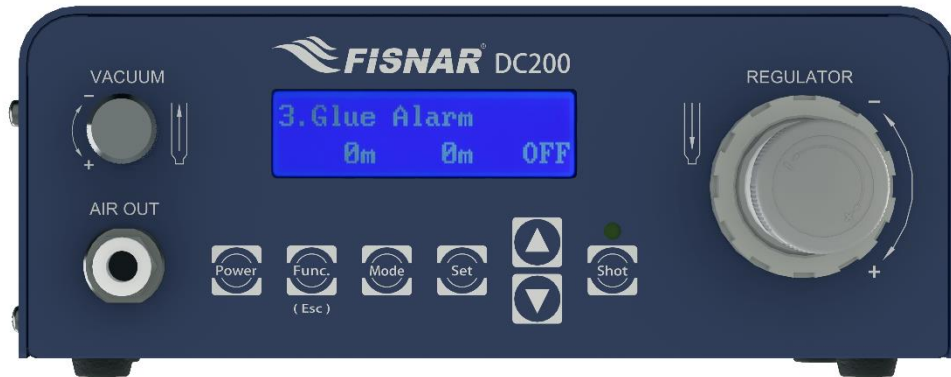 FISNAR® DC200
VACUUM
REGULATOR
3.Glue Alarm
0m 0m OFF
- +
AIR OUT
- +
Power Func. Mode Set Shot
( Esc )